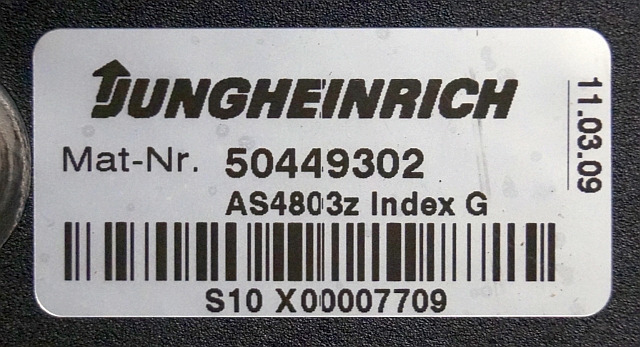 JUNGHEINRICH
Mat-Nr. 50449302
AS4803z Index G
S10 X00007709
11.03.09